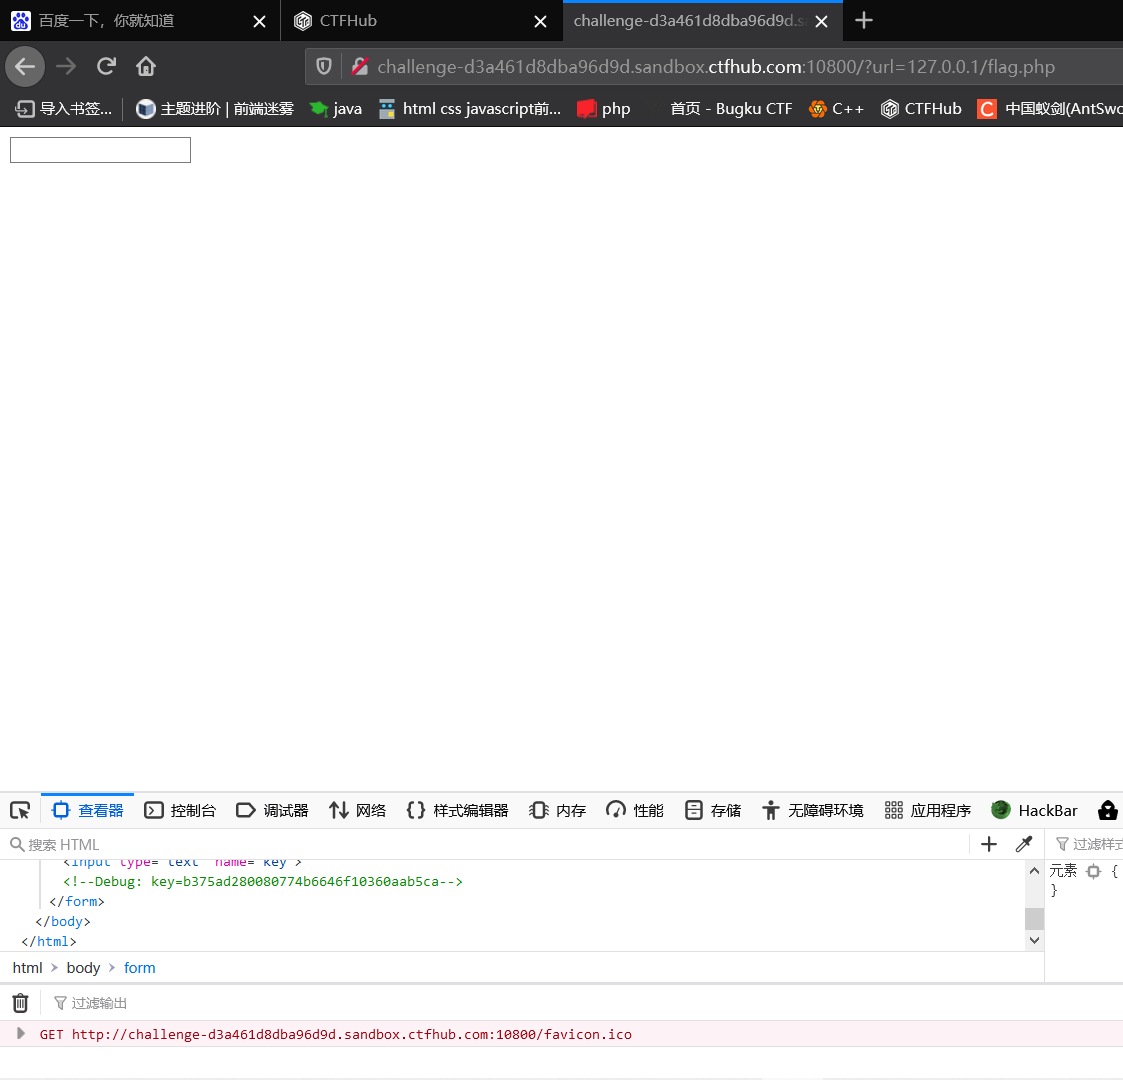 百度一下，你就知道
CTFHub
challenge-d3a461d8dba96d9d.s
challenge-d3a461d8dba96d9d.sandbox.ctfhub.com:10800/?url=127.0.0.1/flag.php
导入书签... 主题进阶 | 前端迷雾 java html css javascript前... php 首页 - Bugku CTF C++ CTFHub 中国蚁剑(AntSwo
查看器 控制台 调试器 网络 样式编辑器 内存 性能 存储 无障碍环境 应用程序 HackBar
搜索 HTML
过滤样式
<input type="text" name="key">
<!--Debug: key=b375ad280080774b6646f10360aab5ca-->
</form>
</body>
</html>
元素 {
}
html > body > form
过滤输出
GET http://challenge-d3a461d8dba96d9d.sandbox.ctfhub.com:10800/favicon.ico